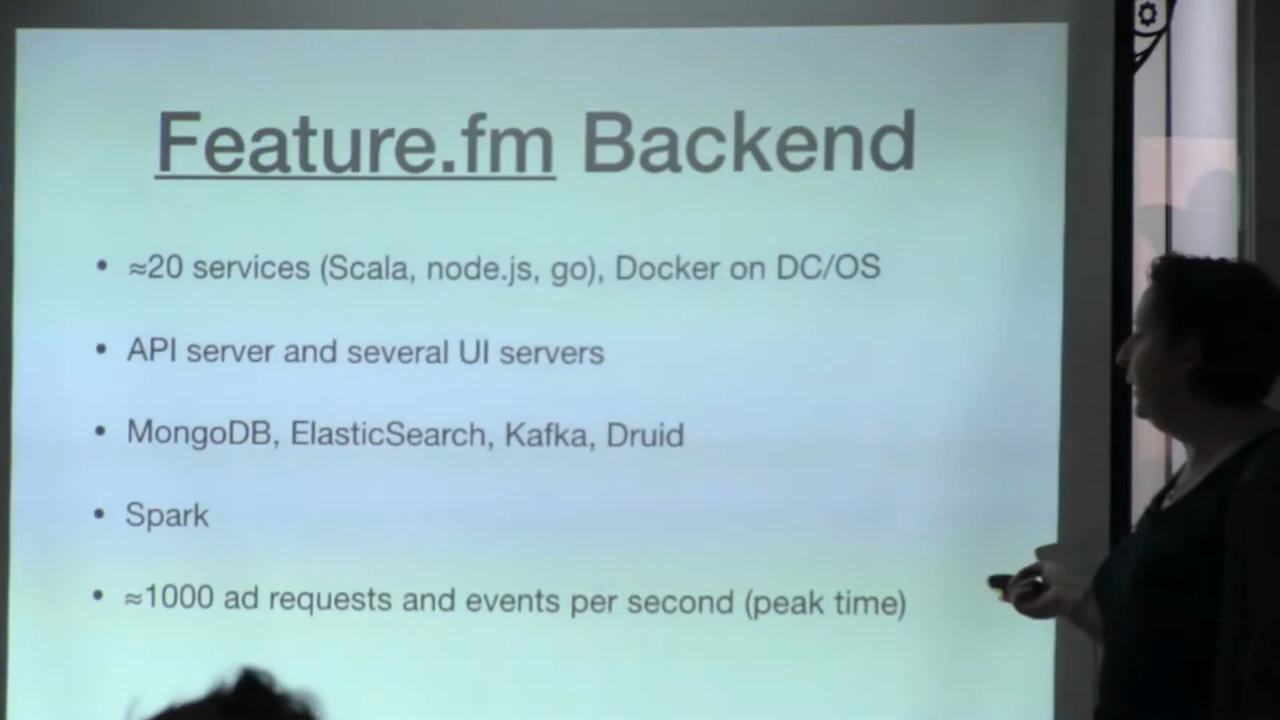 Feature.fm Backend
• ≈20 services (Scala, node.js, go), Docker on DC/OS
• API server and several UI servers
• MongoDB, ElasticSearch, Kafka, Druid
• Spark
• ≈1000 ad requests and events per second (peak time)